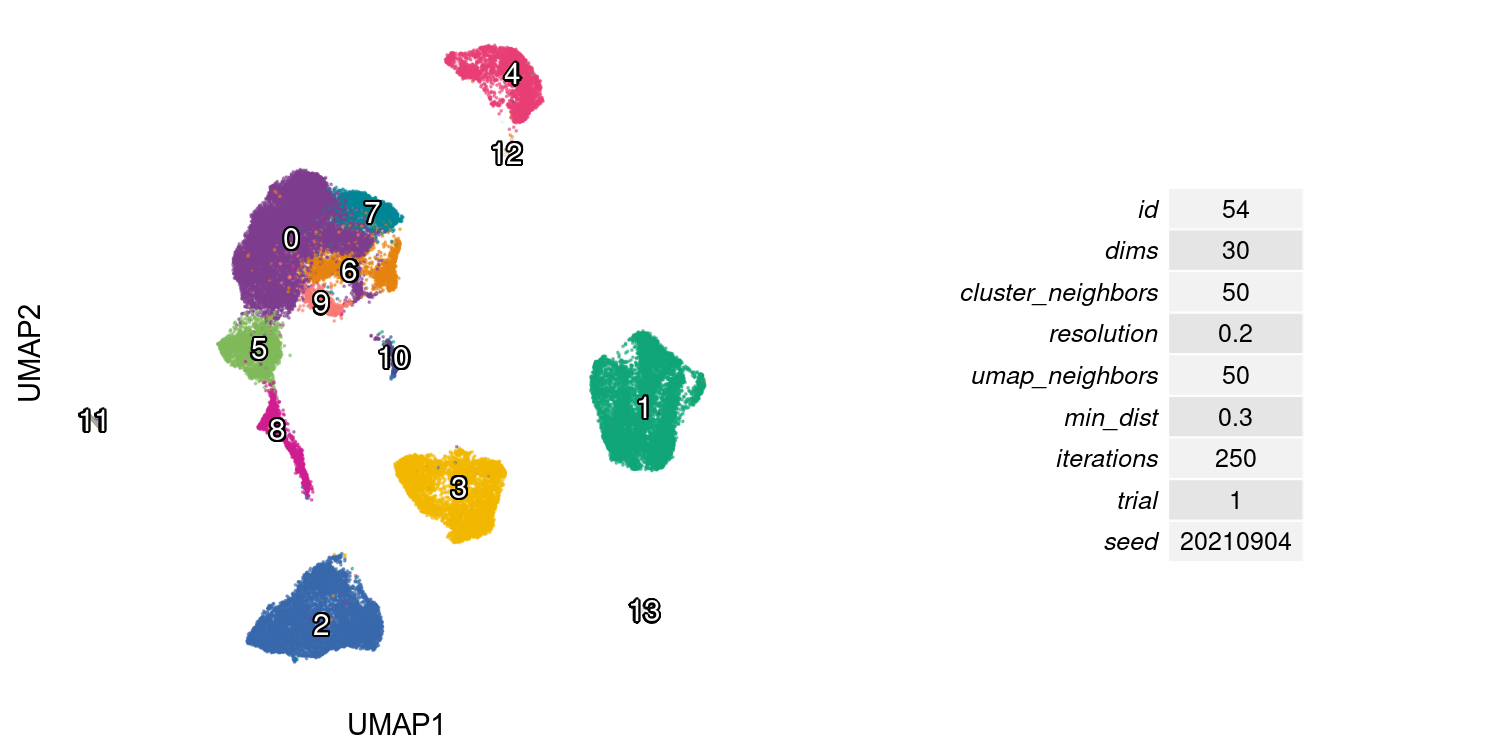 4
12
7
0
6
9
5
10
1
11
8
3
13
2
UMAP1
UMAP2
id 54
dims 30
cluster_neighbors 50
resolution 0.2
umap_neighbors 50
min_dist 0.3
iterations 250
trial 1
seed 20210904